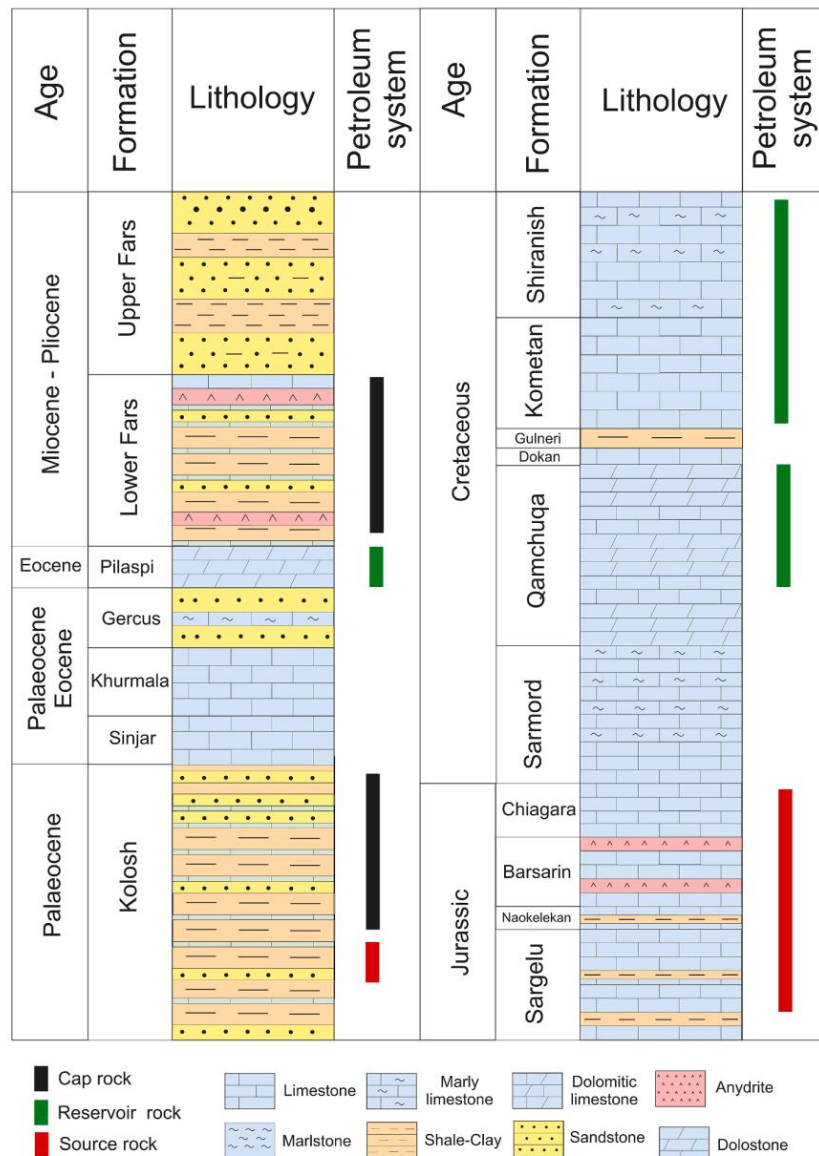 Age
Formation
Lithology
Petroleum
system
Age
Formation
Lithology
Petroleum
system
Miocene - Pliocene
Upper Fars
Lower Fars
Eocene
Pilaspi
Palaeocene
Eocene
Gercus
Khurmala
Sinjar
Palaeocene
Kolosh
Cretaceous
Shiranish
Kometan
Gulneri
Dokan
Qamchuqa
Sarmord
Jurassic
Chiagara
Barsarin
Naokelekan
Sargelu
Cap rock
Reservoir rock
Source rock
Limestone
Marly
limestone
Dolomitic
limestone
Anydrite
Marlstone
Shale-Clay
Sandstone
Dolostone